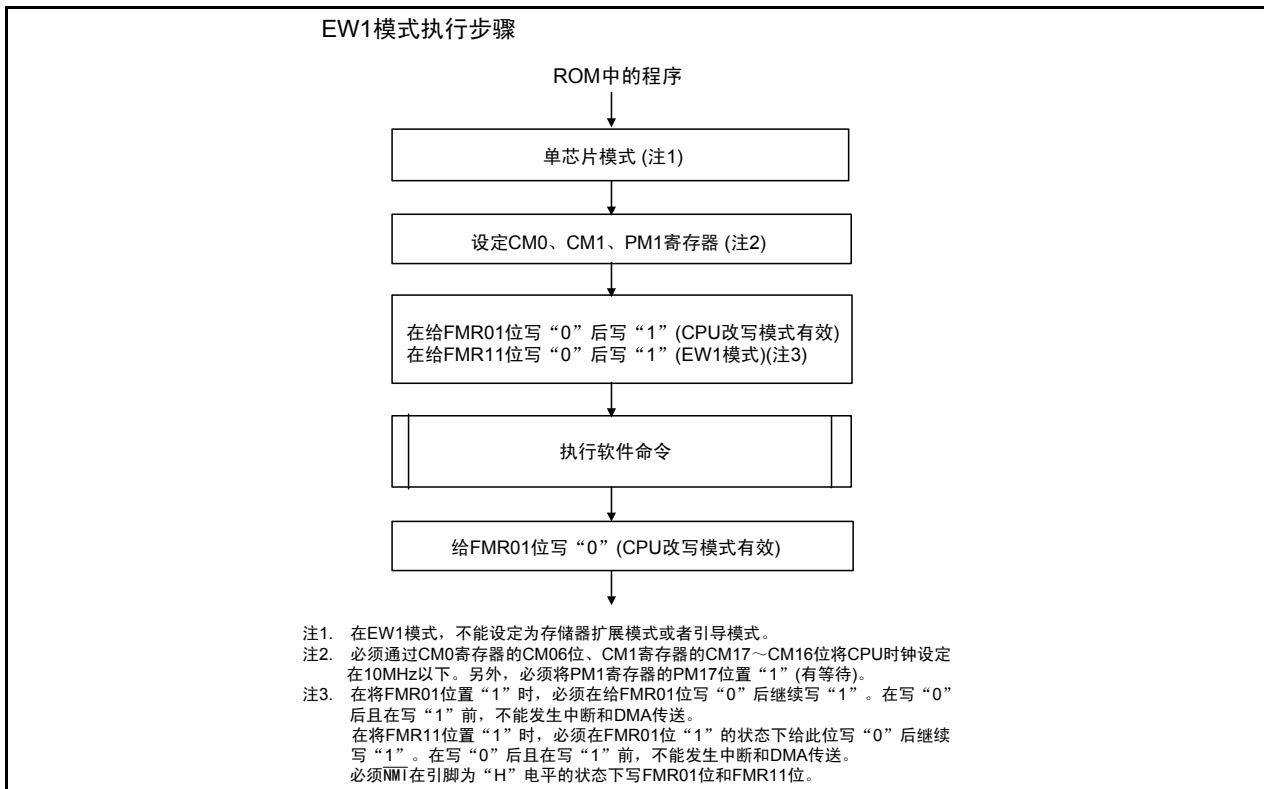 EW1模式执行步骤
ROM中的程序
单芯片模式 (注1)
设定CM0、CM1、PM1寄存器 (注2)
在给FMR01位写“0”后写“1”(CPU改写模式有效)
在给FMR11位写“0”后写“1”(EW1模式)(注3)
执行软件命令
给FMR01位写“0”(CPU改写模式有效)
注1. 在EW1模式，不能设定为存储器扩展模式或者引导模式。
注2. 必须通过CM0寄存器的CM06位、CM1寄存器的CM17～CM16位将CPU时钟设定
在10MHz以下。另外，必须将PM1寄存器的PM17位置“1”(有等待)。
注3. 在将FMR01位置“1”时，必须在给FMR01位写“0”后继续写“1”。在写“0”
后且在写“1”前，不能发生中断和DMA传送。
在将FMR11位置“1”时，必须在FMR01位“1”的状态下给此位写“0”后继续
写“1”。在写“0”后且在写“1”前，不能发生中断和DMA传送。
必须NMI在引脚为“H”电平的状态下写FMR01位和FMR11位。